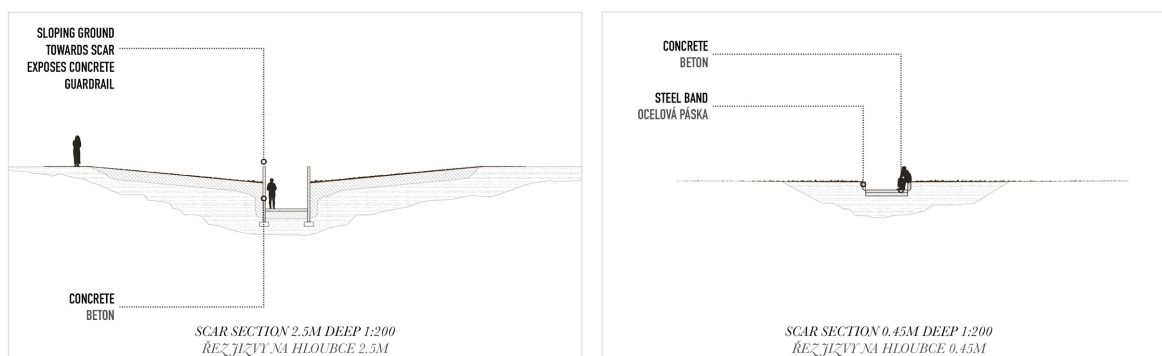 SLOPING GROUND
TOWARDS SCAR
EXPOSES CONCRETE
GUARDRAIL
CONCRETE
BETON
SCAR SECTION 2.5M DEEP 1:200
ŘEZ JIZVY NA HLOUBCE 2.5M
CONCRETE
BETON
STEEL BAND
OCELOVÁ PÁSKA
SCAR SECTION 0.45M DEEP 1:200
ŘEZ JIZVY NA HLOUBCE 0.45M